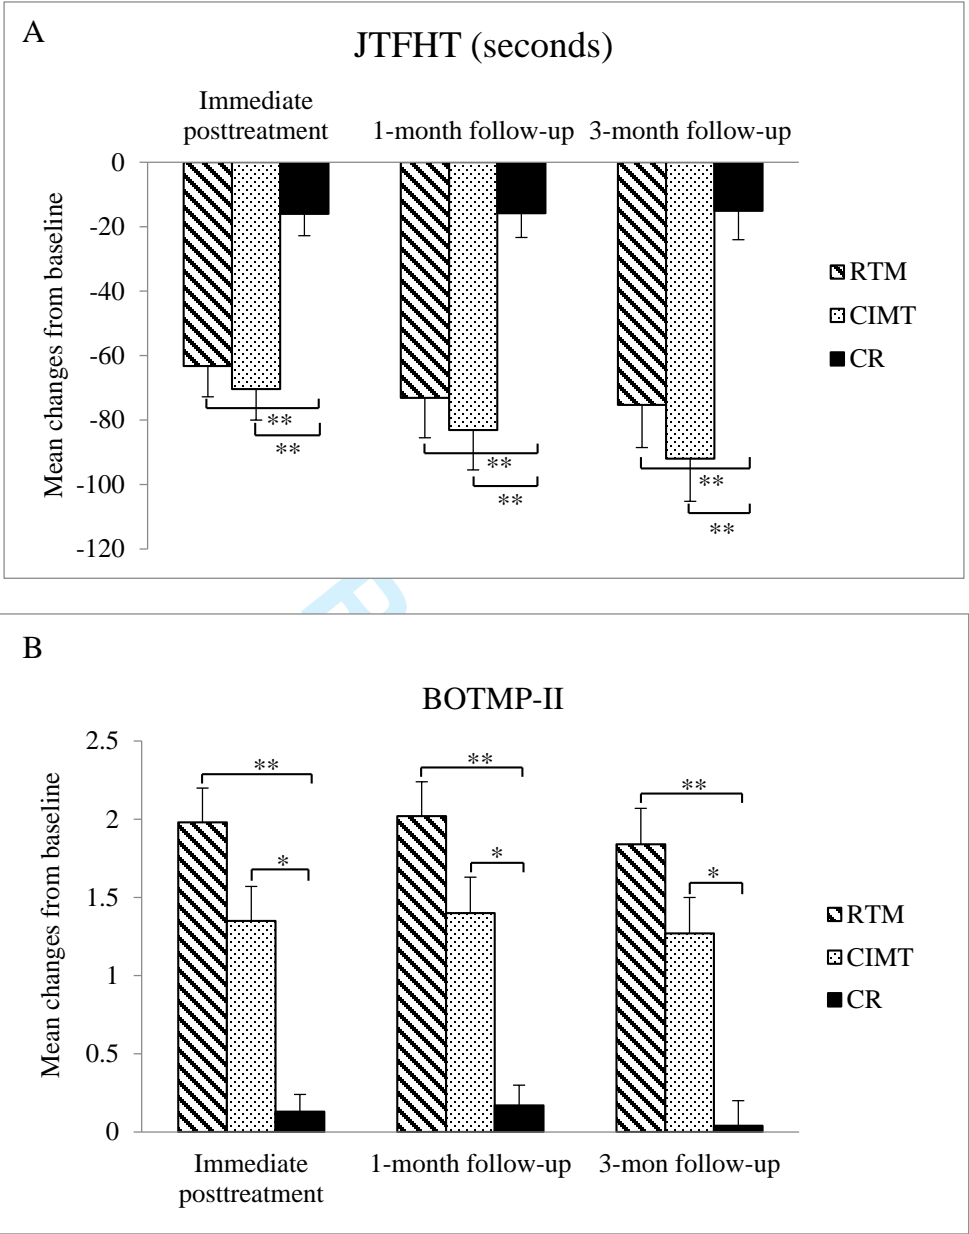 A
JTFHT (seconds)
Immediate
posttreatment
1-month follow-up
3-month follow-up
0
-20
-40
-60
-80
-100
-120
Mean changes from baseline
**
**
**
**
**
**
RTM
CIMT
CR
B
BOTMP-II
2.5
2
1.5
1
0.5
0
Mean changes from baseline
**
*
**
*
**
*
RTM
CIMT
CR
Immediate
posttreatment
1-month follow-up
3-mon follow-up